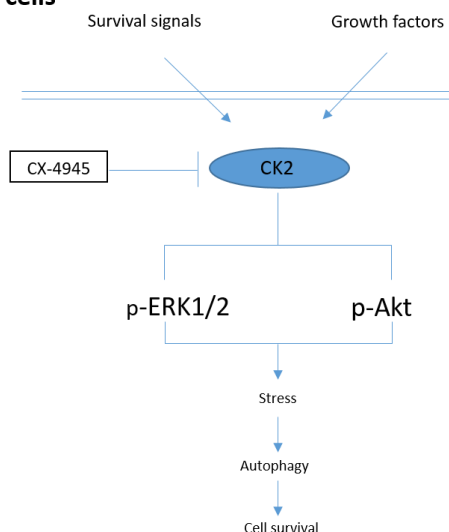 cells
Survival signals
Growth factors
CX-4945
CK2
p-ERK1/2
p-Akt
Stress
Autophagy
Cell survival